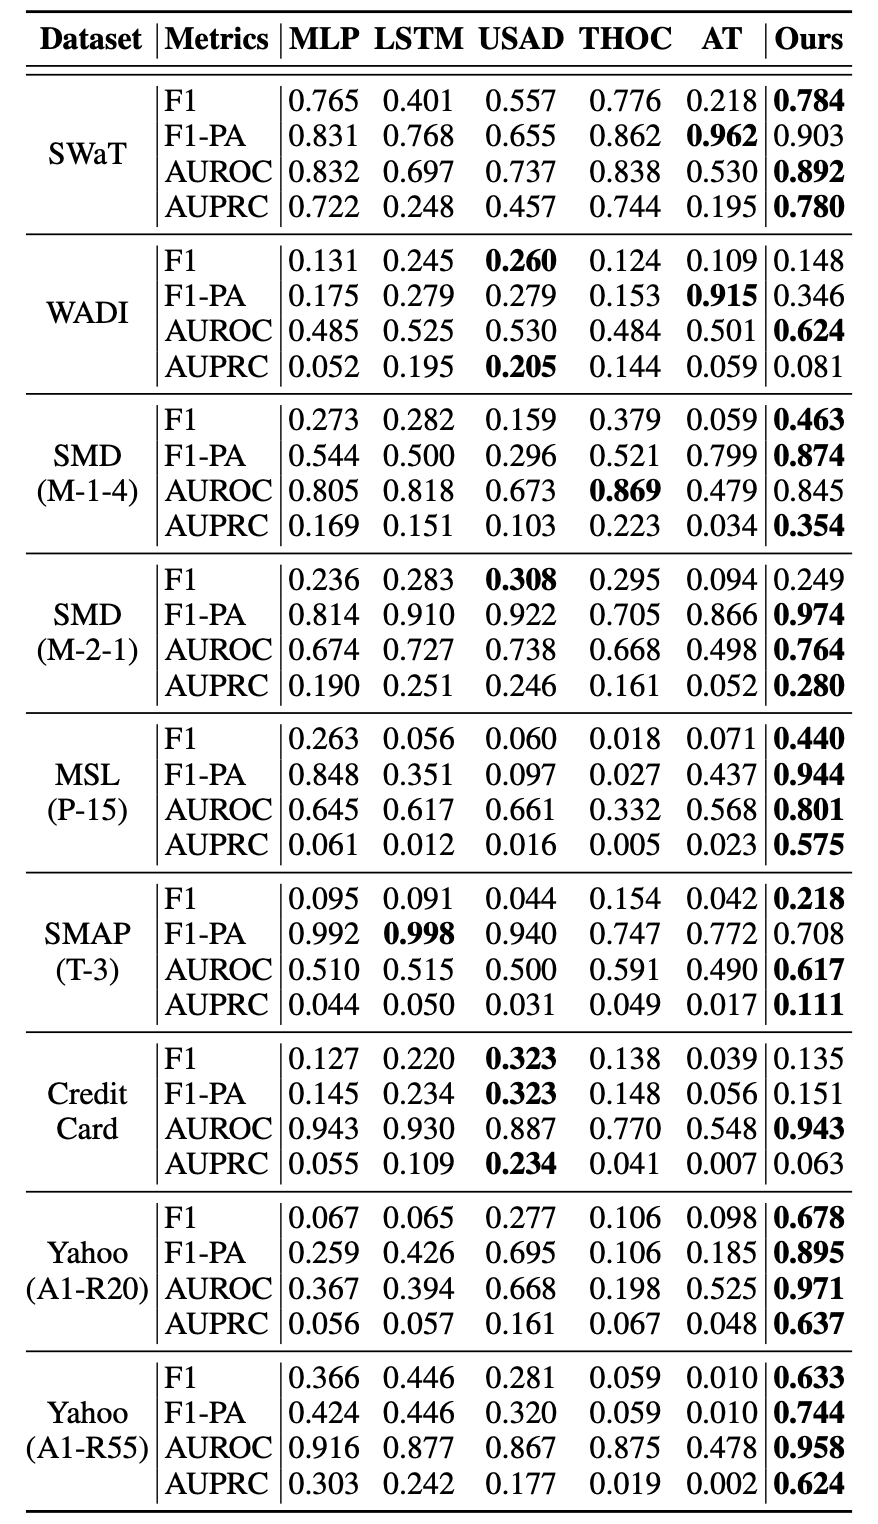 Dataset Metrics MLP LSTM USAD THOC AT Ours
SWaT
F1 0.765 0.401 0.557 0.776 0.218 0.784
F1-PA 0.831 0.768 0.655 0.862 0.962 0.903
AUROC 0.832 0.697 0.737 0.838 0.530 0.892
AUPRC 0.722 0.248 0.457 0.744 0.195 0.780
WADI
F1 0.131 0.245 0.260 0.124 0.109 0.148
F1-PA 0.175 0.279 0.279 0.153 0.915 0.346
AUROC 0.485 0.525 0.530 0.484 0.501 0.624
AUPRC 0.052 0.195 0.205 0.144 0.059 0.081
SMD
(M-1-4)
F1 0.273 0.282 0.159 0.379 0.059 0.463
F1-PA 0.544 0.500 0.296 0.521 0.799 0.874
AUROC 0.805 0.818 0.673 0.869 0.479 0.845
AUPRC 0.169 0.151 0.103 0.223 0.034 0.354
SMD
(M-2-1)
F1 0.236 0.283 0.308 0.295 0.094 0.249
F1-PA 0.814 0.910 0.922 0.705 0.866 0.974
AUROC 0.674 0.727 0.738 0.668 0.498 0.764
AUPRC 0.190 0.251 0.246 0.161 0.052 0.280
MSL
(P-15)
F1 0.263 0.056 0.060 0.018 0.071 0.440
F1-PA 0.848 0.351 0.097 0.027 0.437 0.944
AUROC 0.645 0.617 0.661 0.332 0.568 0.801
AUPRC 0.061 0.012 0.016 0.005 0.023 0.575
SMAP
(T-3)
F1 0.095 0.091 0.044 0.154 0.042 0.218
F1-PA 0.992 0.998 0.940 0.747 0.772 0.708
AUROC 0.510 0.515 0.500 0.591 0.490 0.617
AUPRC 0.044 0.050 0.031 0.049 0.017 0.111
Credit
Card
F1 0.127 0.220 0.323 0.138 0.039 0.135
F1-PA 0.145 0.234 0.323 0.148 0.056 0.151
AUROC 0.943 0.930 0.887 0.770 0.548 0.943
AUPRC 0.055 0.109 0.234 0.041 0.007 0.063
Yahoo
(A1-R20)
F1 0.067 0.065 0.277 0.106 0.098 0.678
F1-PA 0.259 0.426 0.695 0.106 0.185 0.895
AUROC 0.367 0.394 0.668 0.198 0.525 0.971
AUPRC 0.056 0.057 0.161 0.067 0.048 0.637
Yahoo
(A1-R55)
F1 0.366 0.446 0.281 0.059 0.010 0.633
F1-PA 0.424 0.446 0.320 0.059 0.010 0.744
AUROC 0.916 0.877 0.867 0.875 0.478 0.958
AUPRC 0.303 0.242 0.177 0.019 0.002 0.624